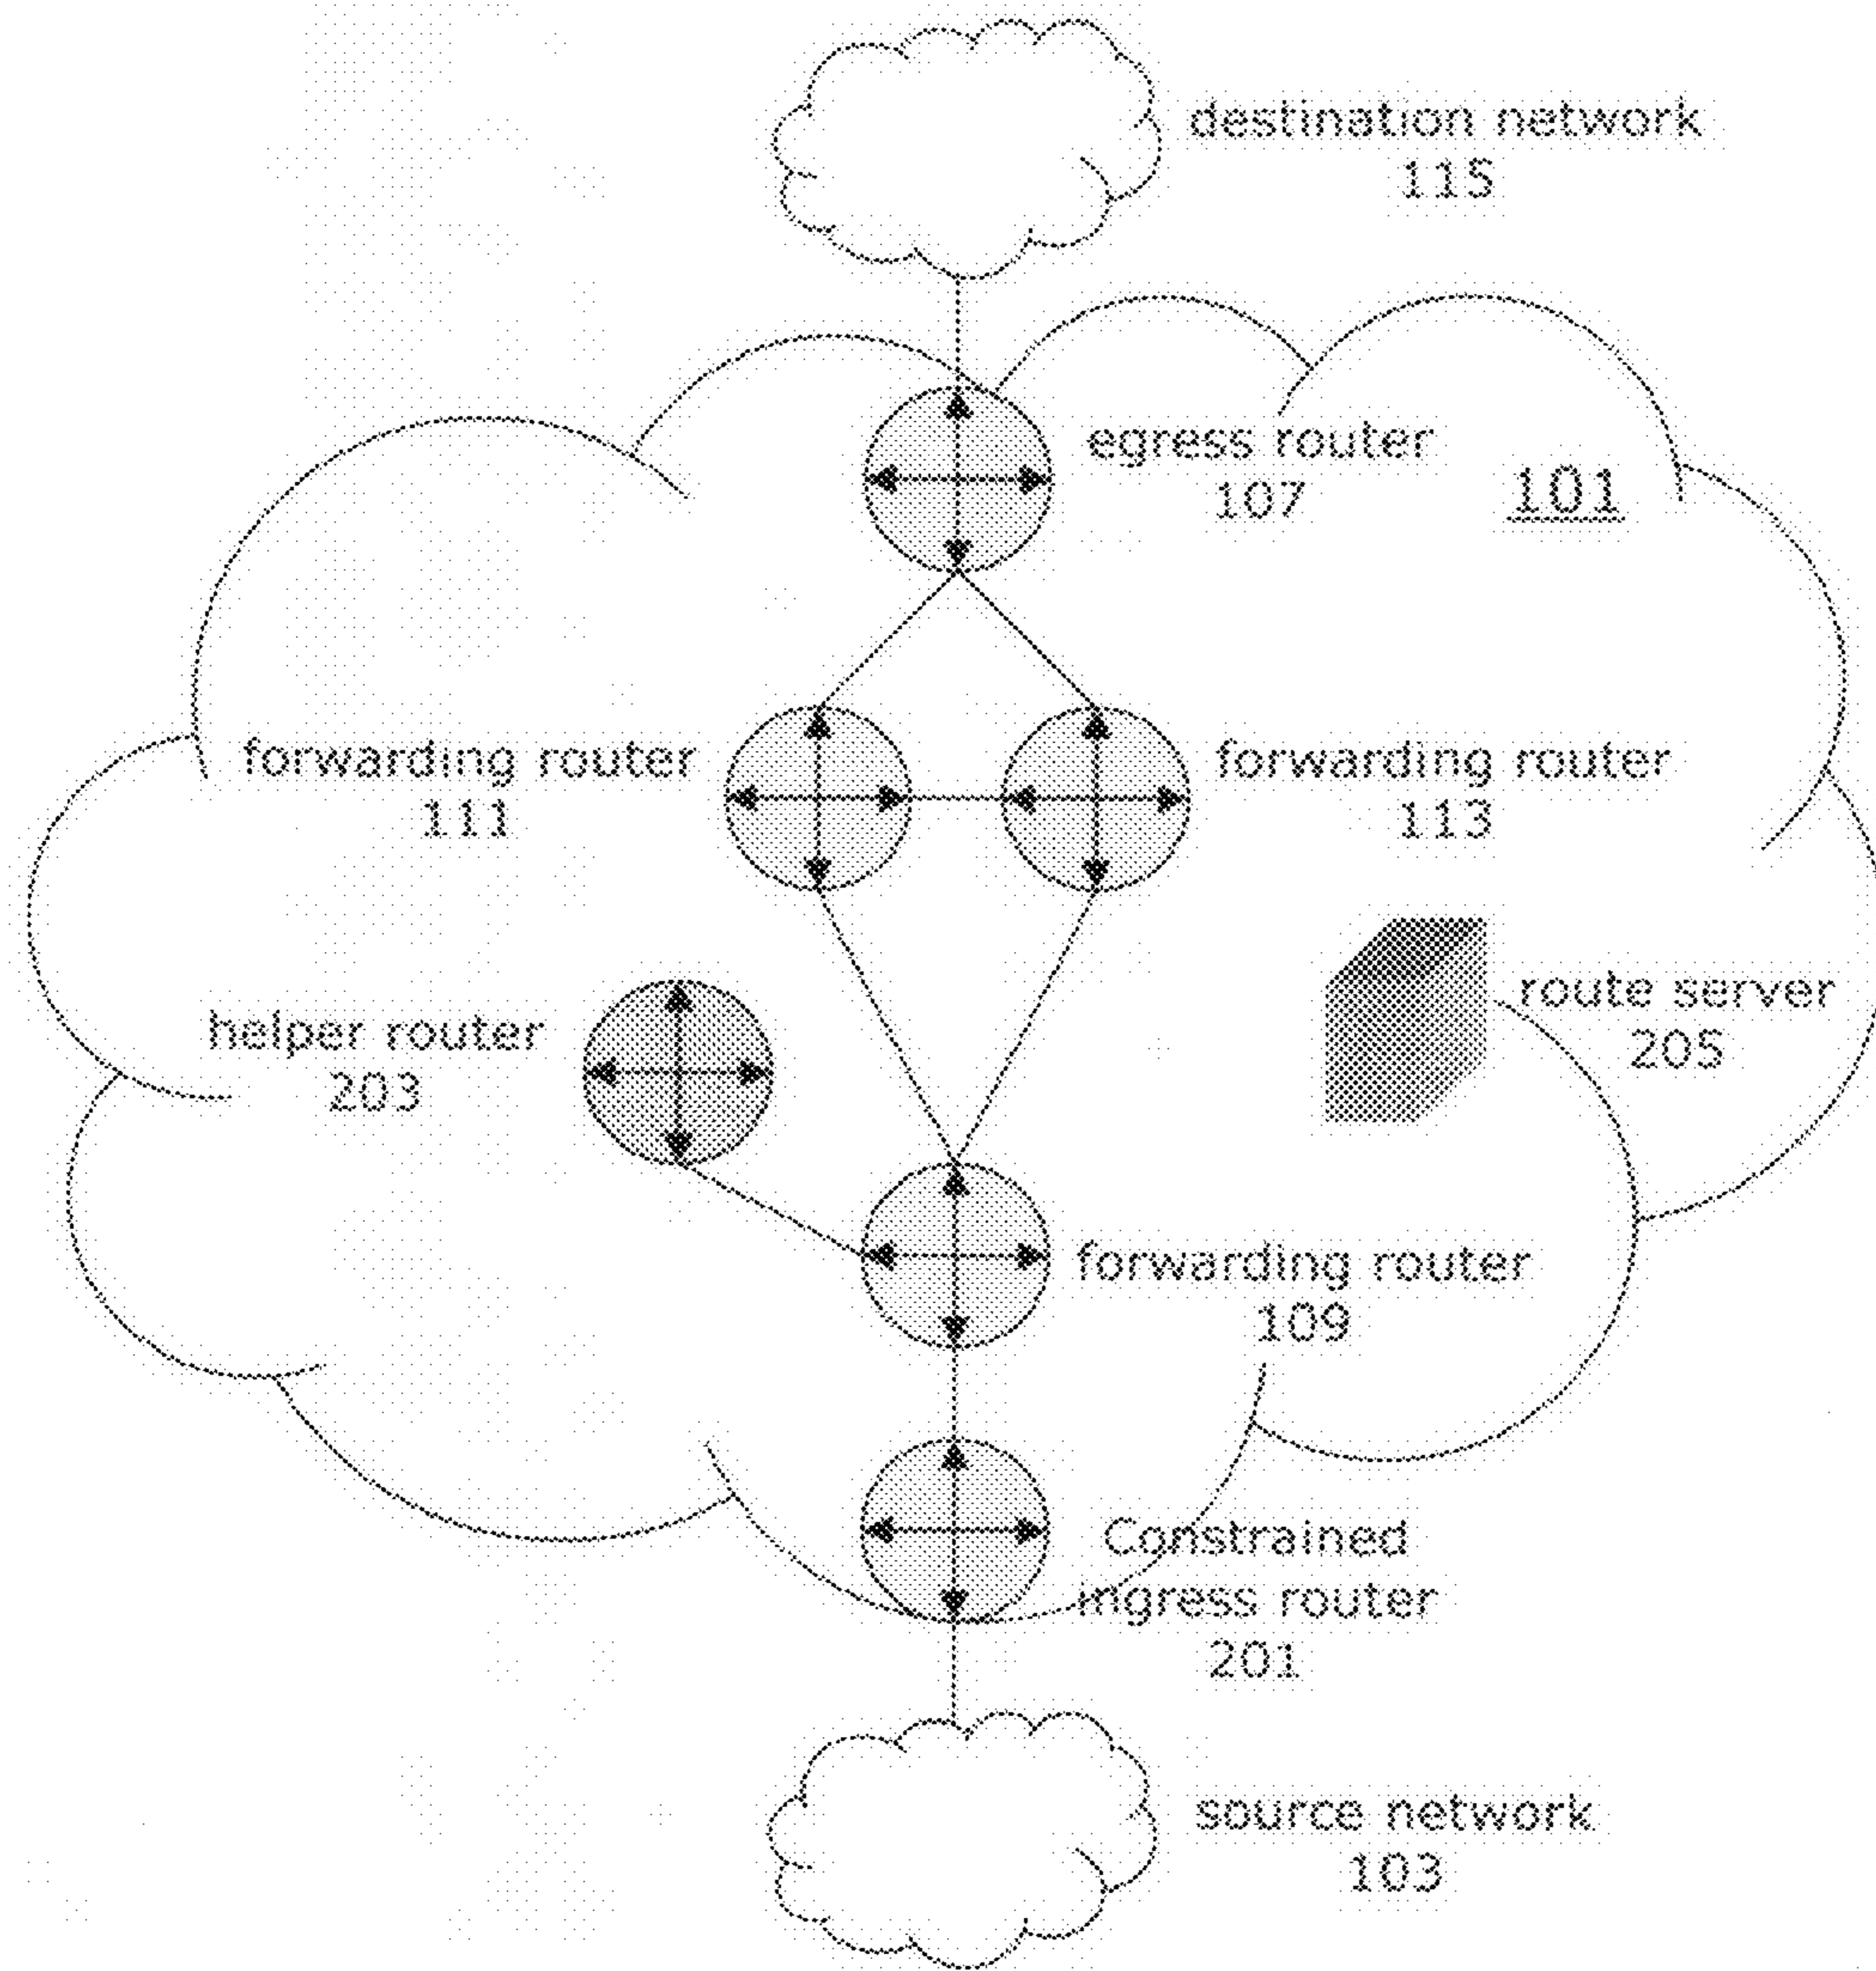 destination network
115
egress router
107
101
forwarding router
111
forwarding router
113
helper router
203
route server
205
forwarding router
109
Constrained
ingress router
201
source network
103